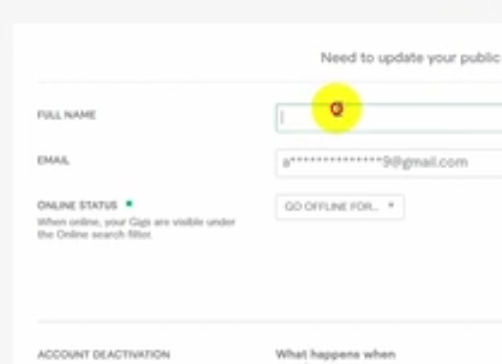 Need to update your public
FULL NAME
EMAIL
a**************9@gmail.com
ONLINE STATUS
GO OFFLINE FOR...
When online, your Gigs are visible under
the Online search filter.
ACCOUNT DEACTIVATION
What happens when